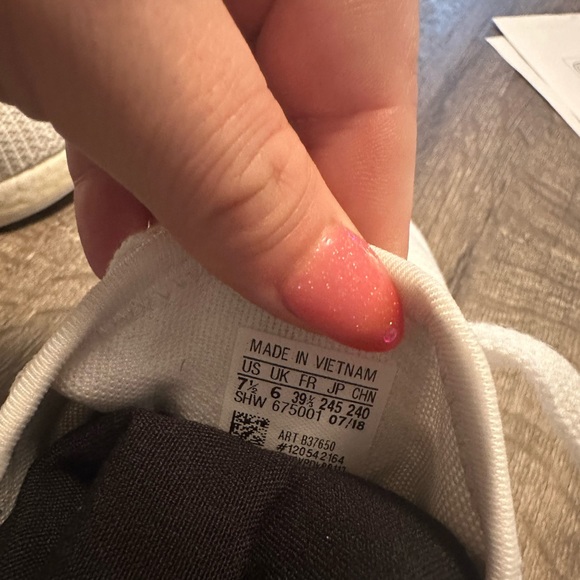 MADE IN VIETNAM
US UK FR JP CHN
7½ 6 39⅓ 245 240
SHW 675001 07/18
ART B37650
#120542164